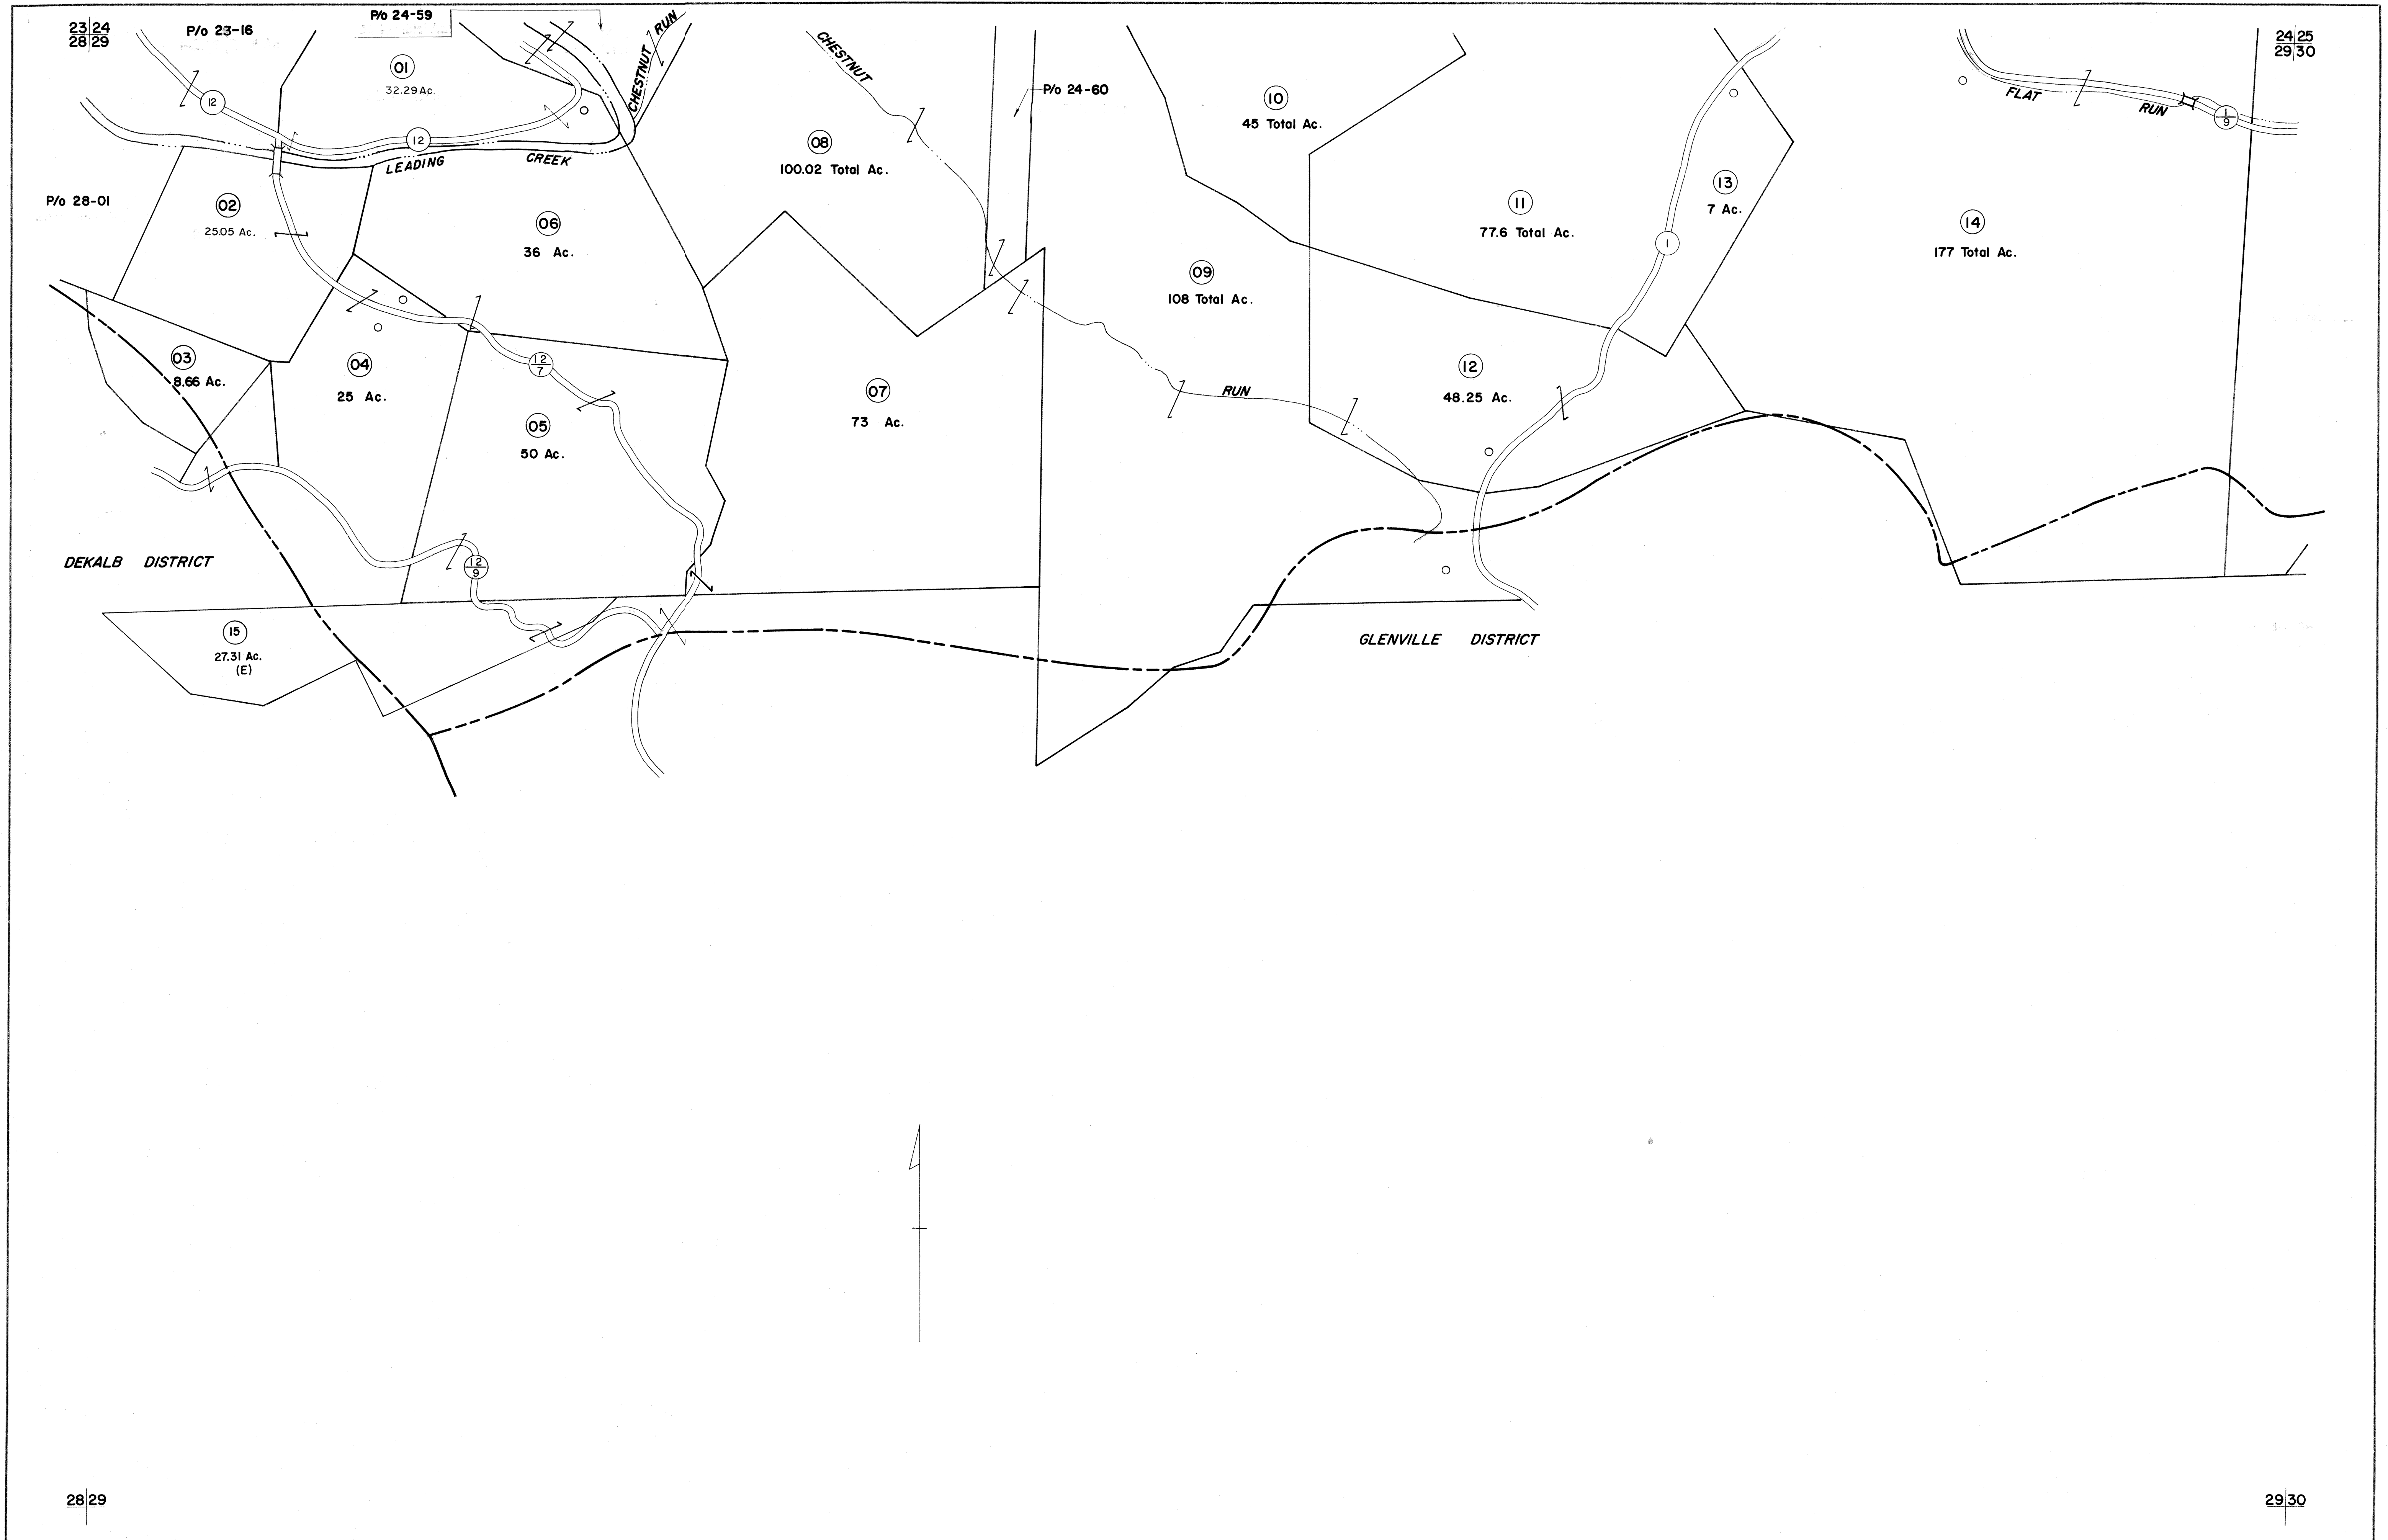 23 24
28 29
P/o 23-16
P/o 24-59
24 25
29 30
CHESTNUT RUN
CHESTNUT
01
32.29 Ac.
12
12
P/o 24-60
10
45 Total Ac.
FLAT RUN
1
9
LEADING CREEK
08
100.02 Total Ac.
P/o 28-01
02
25.05 Ac.
06
36 Ac.
11
77.6 Total Ac.
13
7 Ac.
1
14
177 Total Ac.
09
108 Total Ac.
03
8.66 Ac.
04
25 Ac.
12
7
07
73 Ac.
RUN
12
48.25 Ac.
05
50 Ac.
DEKALB DISTRICT
12
9
15
27.31 Ac.
(E)
GLENVILLE DISTRICT
28 29
29 30